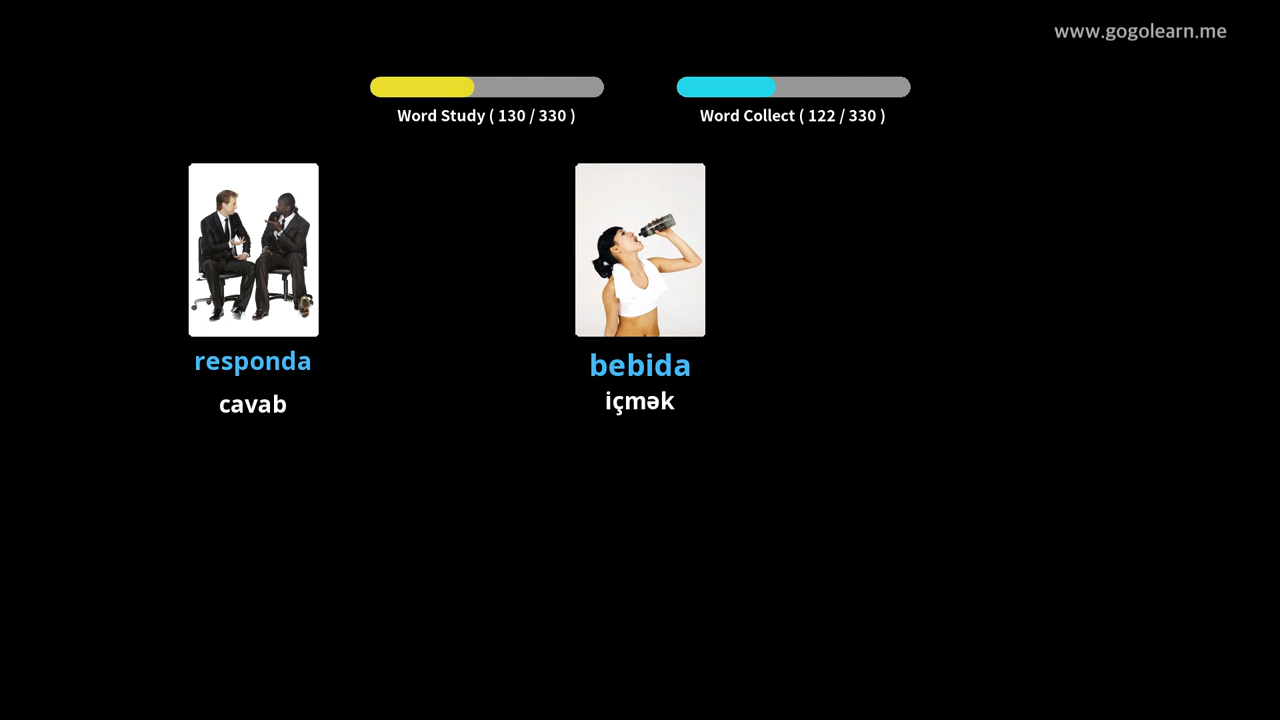 www.gogolearn.me
Word Study ( 130 / 330 )
Word Collect ( 122 / 330 )
responda
cavab
bebida
içmək